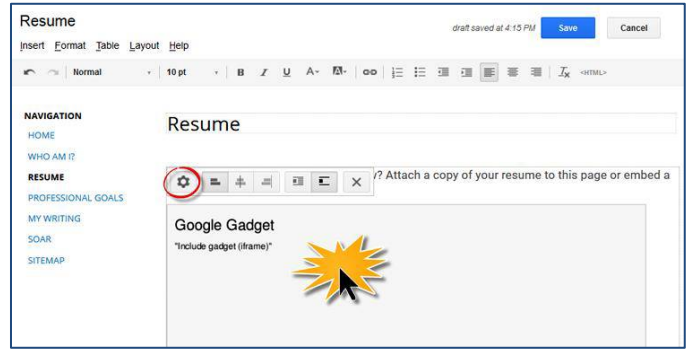 Resume
draft saved at 4:15 PM Save Cancel
Insert Format Table Layout Help
Normal 10 pt B I U A A <HTML>
NAVIGATION
HOME
WHO AM I?
RESUME
PROFESSIONAL GOALS
MY WRITING
SOAR
SITEMAP
Resume
? Attach a copy of your resume to this page or embed a
Google Gadget
"Include gadget (iframe)"